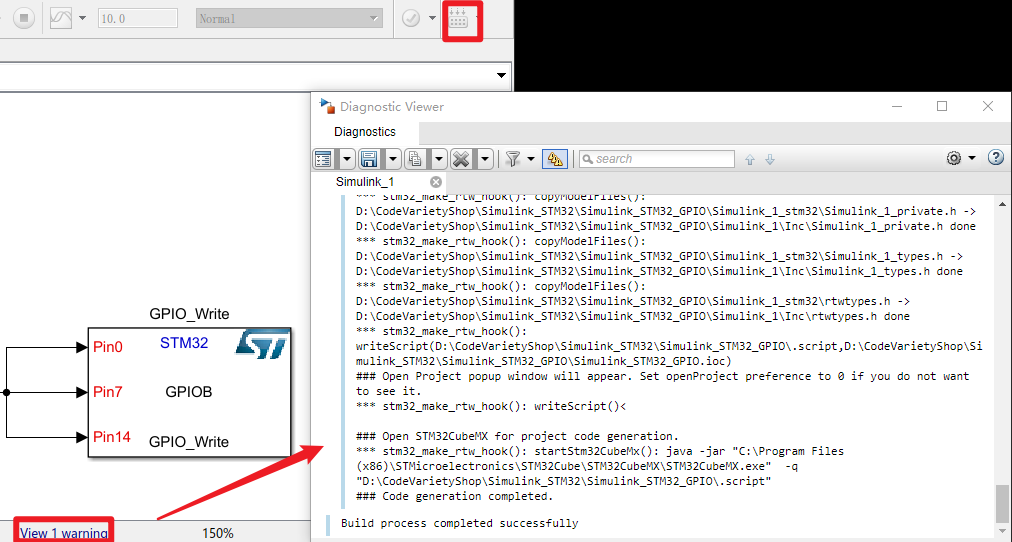 10.0
Normal
Diagnostic Viewer
Diagnostics
search
Simulink_1
*** stm32_make_rtw_hook(): copyModelFiles():
D:\CodeVarietyShop\Simulink_STM32\Simulink_STM32_GPIO\Simulink_1_stm32\Simulink_1_private.h ->
D:\CodeVarietyShop\Simulink_STM32\Simulink_STM32_GPIO\Simulink_1\Inc\Simulink_1_private.h done
*** stm32_make_rtw_hook(): copyModelFiles():
D:\CodeVarietyShop\Simulink_STM32\Simulink_STM32_GPIO\Simulink_1_stm32\Simulink_1_types.h ->
D:\CodeVarietyShop\Simulink_STM32\Simulink_STM32_GPIO\Simulink_1\Inc\Simulink_1_types.h done
*** stm32_make_rtw_hook(): copyModelFiles():
D:\CodeVarietyShop\Simulink_STM32\Simulink_STM32_GPIO\Simulink_1_stm32\rtwtypes.h ->
D:\CodeVarietyShop\Simulink_STM32\Simulink_STM32_GPIO\Simulink_1\Inc\rtwtypes.h done
*** stm32_make_rtw_hook():
writeScript(D:\CodeVarietyShop\Simulink_STM32\Simulink_STM32_GPIO\.script,D:\CodeVarietyShop\Si
mulink_STM32\Simulink_STM32_GPIO\Simulink_STM32_GPIO.ioc)
### Open Project popup window will appear. Set openProject preference to 0 if you do not want
to see it.
*** stm32_make_rtw_hook(): writeScript()<
### Open STM32CubeMX for project code generation.
*** stm32_make_rtw_hook(): startStm32CubeMx(): java -jar "C:\Program Files
(x86)\STMicroelectronics\STM32Cube\STM32CubeMX\STM32CubeMX.exe"  -q
"D:\CodeVarietyShop\Simulink_STM32\Simulink_STM32_GPIO\.script"
### Code generation completed.
Build process completed successfully
GPIO_Write
STM32
ST
Pin0
Pin7
GPIOB
Pin14
GPIO_Write
View 1 warning
150%